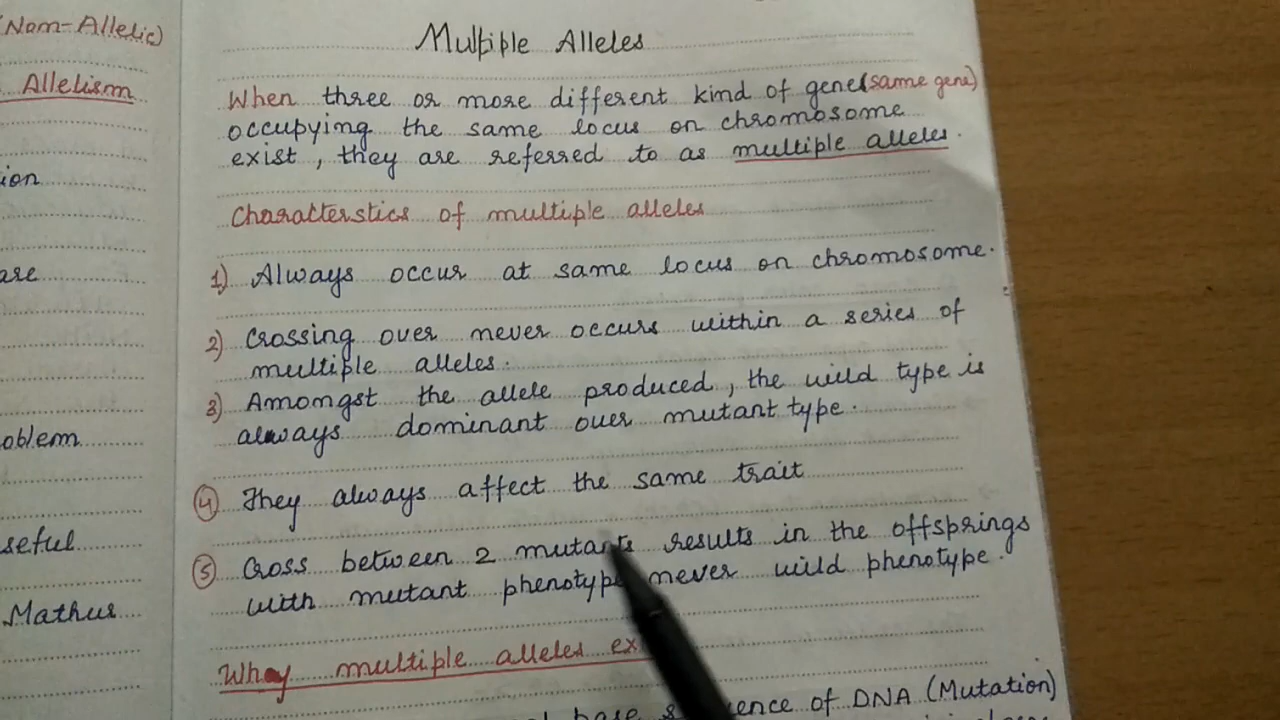 (Nom-Allelic)
Allelism
ion
are
oblem
seful
Mathur
Multiple Alleles
When three or more different kind of gene(same gene)
occupying the same locus on chromosome
exist, they are referred to as multiple alleles.
Characterstics of multiple alleles
1) Always occur at same locus on chromosome.
2) Crossing over never occurs within a series of
multiple alleles.
3) Amongst the allele produced, the wild type is
always dominant over mutant type.
4) They always affect the same trait
5) Cross between 2 mutants results in the offsprings
with mutant phenotype never wild phenotype.
Whay multiple alleles ex
base ence of DNA (Mutation)